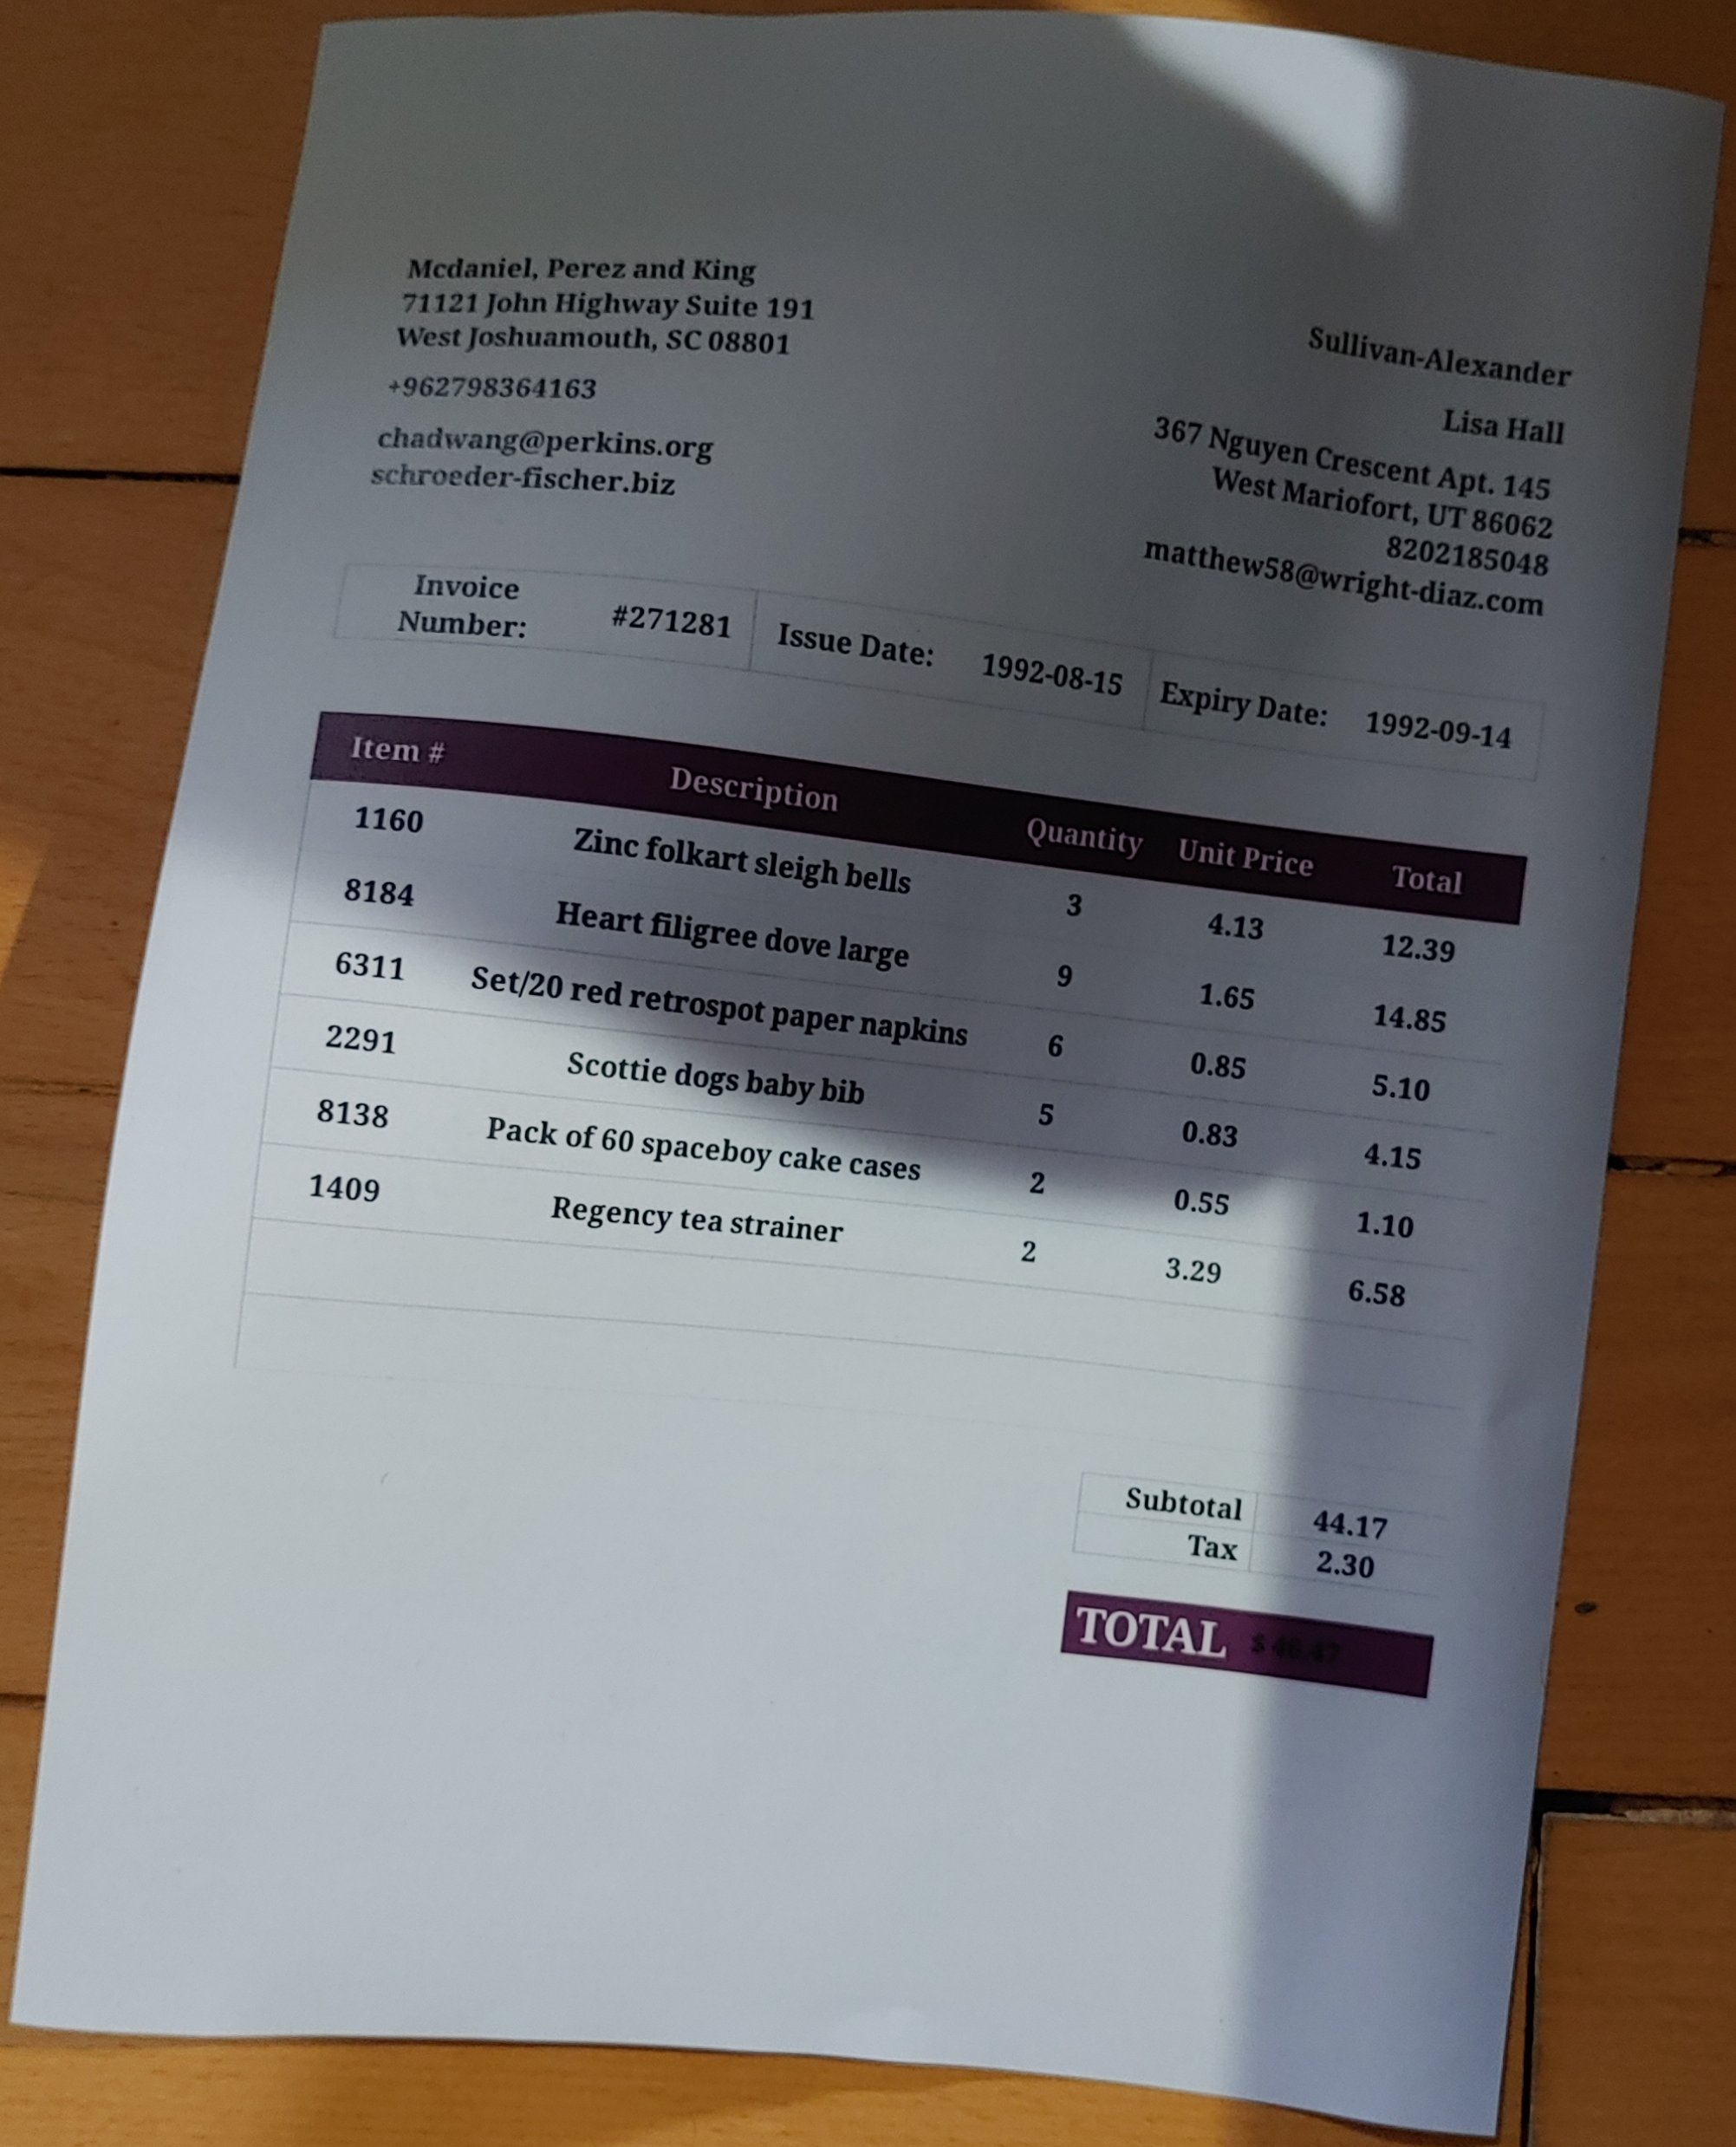 Mcdaniel, Perez and King
71121 John Highway Suite 191
West Joshuamouth, SC 08801
+962798364163
chadwang@perkins.org
schroeder-fischer.biz
Sullivan-Alexander
Lisa Hall
367 Nguyen Crescent Apt. 145
West Mariofort, UT 86062
8202185048
matthew58@wright-diaz.com
Invoice Number: #271281 Issue Date: 1992-08-15 Expiry Date: 1992-09-14
Item # Description Quantity Unit Price Total
1160 Zinc folkart sleigh bells 3 4.13 12.39
8184 Heart filigree dove large 9 1.65 14.85
6311 Set/20 red retrospot paper napkins 6 0.85 5.10
2291 Scottie dogs baby bib 5 0.83 4.15
8138 Pack of 60 spaceboy cake cases 2 0.55 1.10
1409 Regency tea strainer 2 3.29 6.58
Subtotal 44.17
Tax 2.30
TOTAL $ 46.47